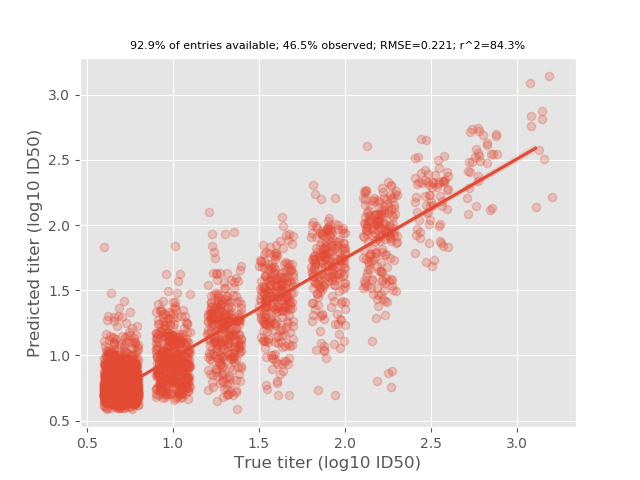 92.9% of entries available; 46.5% observed; RMSE=0.221; r^2=84.3%
Predicted titer (log10 ID50)
3.0
2.5
2.0
1.5
1.0
0.5
0.5 1.0 1.5 2.0 2.5 3.0
True titer (log10 ID50)